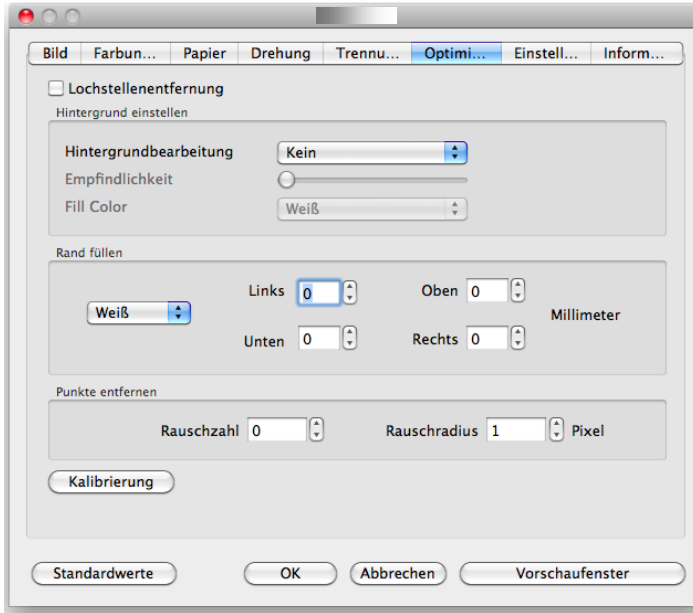 Bild Farbun... Papier Drehung Trennu... Optimi... Einstell... Inform...
Lochstellenentfernung
Hintergrund einstellen
Hintergrundbearbeitung Kein
Empfindlichkeit
Fill Color Weiß
Rand füllen
Links 0 Oben 0
Weiß Millimeter
Unten 0 Rechts 0
Punkte entfernen
Rauschzahl 0 Rauschradius 1 Pixel
Kalibrierung
Standardwerte OK Abbrechen Vorschaufenster